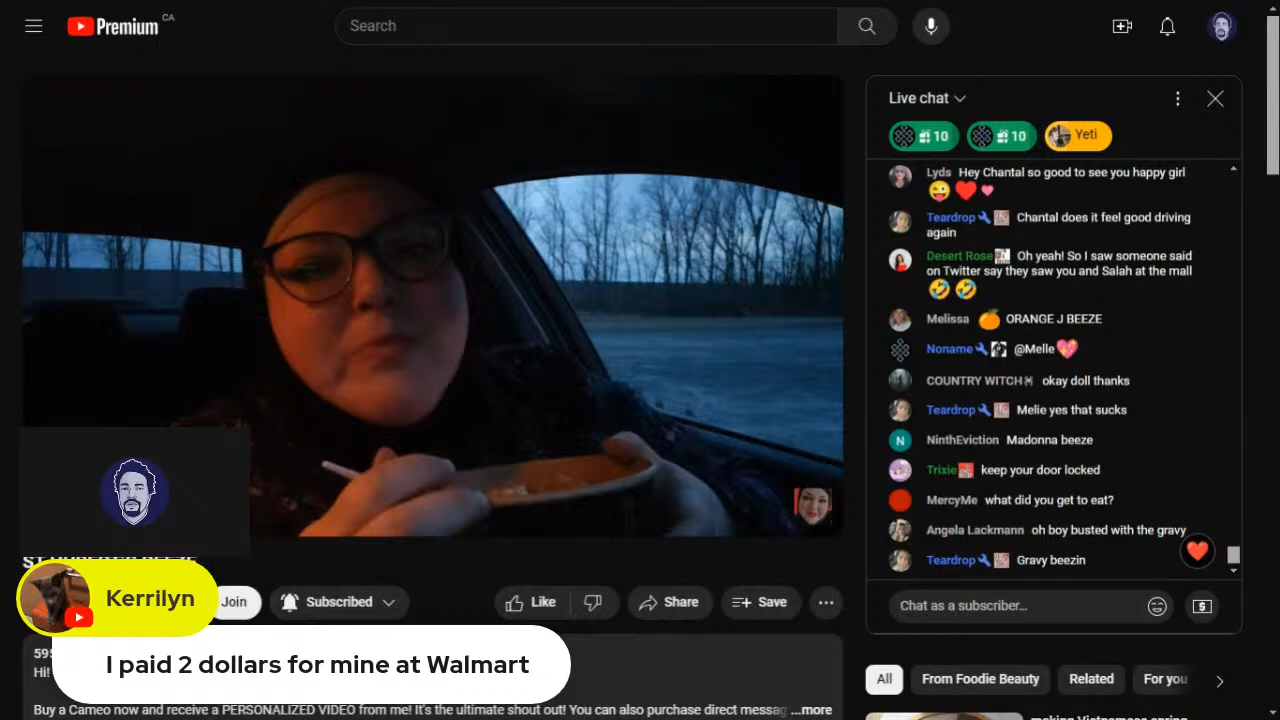 Premium CA
Search
Live chat
10
10
Yeti
Lyds Hey Chantal so good to see you happy girl
Teardrop Chantal does it feel good driving
again
Desert Rose Oh yeah! So I saw someone said
on Twitter say they saw you and Salah at the mall
Melissa ORANGE J BEEZE
Noname @Melle
COUNTRY WITCH okay doll thanks
Teardrop Melie yes that sucks
N NinthEviction Madonna beeze
Trixie keep your door locked
MercyMe what did you get to eat?
Angela Lackmann oh boy busted with the gravy
Teardrop Gravy beezin
Chat as a subscriber...
Kerrilyn
Join
Subscribed
Like
Share
Save
I paid 2 dollars for mine at Walmart
595
Hi!
Buy a Cameo now and receive a PERSONALIZED VIDEO from me! It's the ultimate shout out! You can also purchase direct messag ...more
All
From Foodie Beauty
Related
For you
making Vietnamese spring